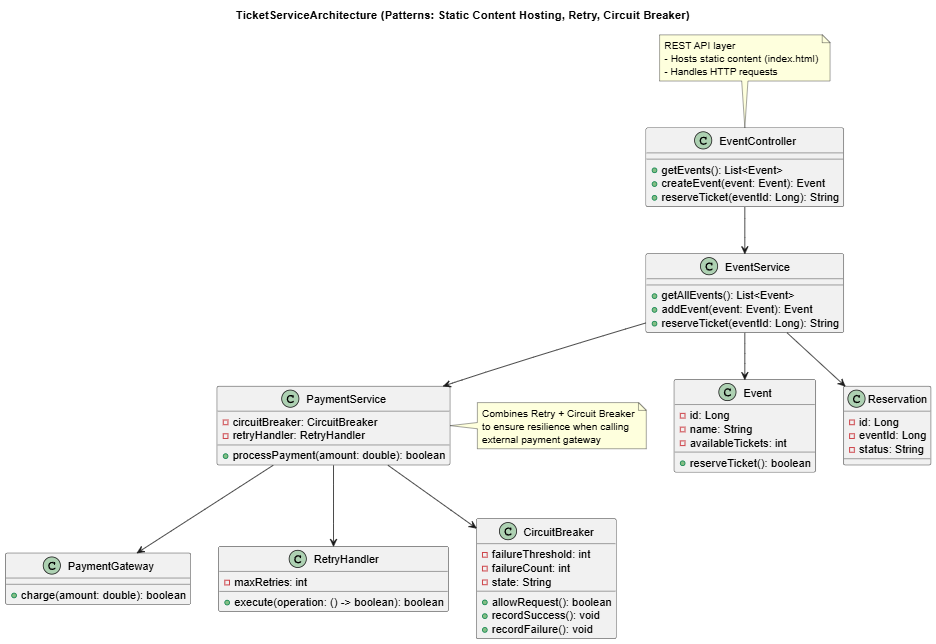 TicketServiceArchitecture (Patterns: Static Content Hosting, Retry, Circuit Breaker)
REST API layer
- Hosts static content (index.html)
- Handles HTTP requests
C EventController
getEvents(): List<Event>
createEvent(event: Event): Event
reserveTicket(eventId: Long): String
C EventService
getAllEvents(): List<Event>
addEvent(event: Event): Event
reserveTicket(eventId: Long): String
C PaymentService
circuitBreaker: CircuitBreaker
retryHandler: RetryHandler
processPayment(amount: double): boolean
Combines Retry + Circuit Breaker
to ensure resilience when calling
external payment gateway
C Event
id: Long
name: String
availableTickets: int
reserveTicket(): boolean
C Reservation
id: Long
eventId: Long
status: String
C PaymentGateway
charge(amount: double): boolean
C RetryHandler
maxRetries: int
execute(operation: () -> boolean): boolean
C CircuitBreaker
failureThreshold: int
failureCount: int
state: String
allowRequest(): boolean
recordSuccess(): void
recordFailure(): void